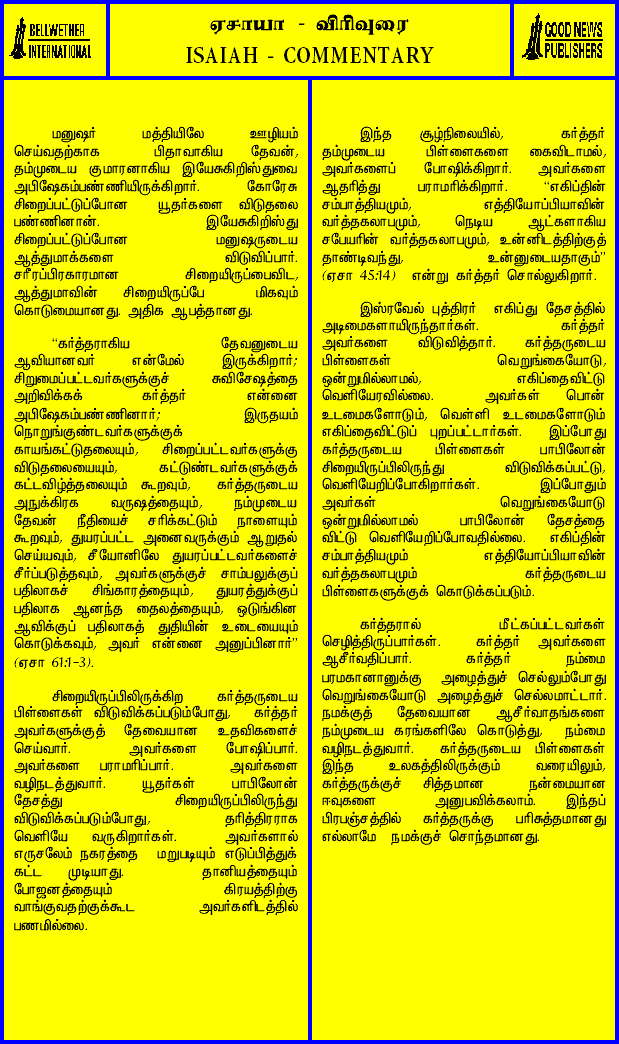 BELLWETHER
INTERNATIONAL
ஏசாயா - விரிவுரை
ISAIAH - COMMENTARY
GOOD NEWS
PUBLISHERS
மனுஷர் மத்தியிலே ஊழியம்
செய்வதற்காக பிதாவாகிய தேவன்,
தம்முடைய குமாரனாகிய இயேசுகிறிஸ்துவை
அபிஷேகம்பண்ணியிருக்கிறார். கோரேசு
சிறைப்பட்டுப்போன யூதர்களை விடுதலை
பண்ணினான். இயேசுகிறிஸ்து
சிறைப்பட்டுப்போன மனுஷருடைய
ஆத்துமாக்களை விடுவிப்பார்.
சரீரப்பிரகாரமான சிறையிருப்பைவிட,
ஆத்துமாவின் சிறையிருப்பே மிகவும்
கொடுமையானது. அதிக ஆபத்தானது.
“கர்த்தராகிய தேவனுடைய
ஆவியானவர் என்மேல் இருக்கிறார்;
சிறுமைப்பட்டவர்களுக்குச் சுவிசேஷத்தை
அறிவிக்கக் கர்த்தர் என்னை
அபிஷேகம்பண்ணினார்; இருதயம்
நொறுங்குண்டவர்களுக்குக்
காயங்கட்டுதலையும், சிறைப்பட்டவர்களுக்கு
விடுதலையையும், கட்டுண்டவர்களுக்குக்
கட்டவிழ்த்தலையும் கூறவும், கர்த்தருடைய
அநுக்கிரக வருஷத்தையும், நம்முடைய
தேவன் நீதியைச் சரிக்கட்டும் நாளையும்
கூறவும், துயரப்பட்ட அனைவருக்கும் ஆறுதல்
செய்யவும், சீயோனிலே துயரப்பட்டவர்களைச்
சீர்ப்படுத்தவும், அவர்களுக்குச் சாம்பலுக்குப்
பதிலாகச் சிங்காரத்தையும், துயரத்துக்குப்
பதிலாக ஆனந்த தைலத்தையும், ஒடுங்கின
ஆவிக்குப் பதிலாகத் துதியின் உடையையும்
கொடுக்கவும், அவர் என்னை அனுப்பினார்”
(ஏசா 61:1-3).
சிறையிருப்பிலிருக்கிற கர்த்தருடைய
பிள்ளைகள் விடுவிக்கப்படும்போது, கர்த்தர்
அவர்களுக்குத் தேவையான உதவிகளைச்
செய்வார். அவர்களை போஷிப்பார்.
அவர்களை பராமரிப்பார். அவர்களை
வழிநடத்துவார். யூதர்கள் பாபிலோன்
தேசத்து சிறையிருப்பிலிருந்து
விடுவிக்கப்படும்போது, தரித்திரராக
வெளியே வருகிறார்கள். அவர்களால்
எருசலேம் நகரத்தை மறுபடியும் எடுப்பித்துக்
கட்ட முடியாது. தானியத்தையும்
போஜனத்தையும் கிரயத்திற்கு
வாங்குவதற்குக்கூட அவர்களிடத்தில்
பணமில்லை.
இந்த சூழ்நிலையில், கர்த்தர்
தம்முடைய பிள்ளைகளை கைவிடாமல்,
அவர்களைப் போஷிக்கிறார். அவர்களை
ஆதரித்து பராமரிக்கிறார். “எகிப்தின்
சம்பாத்தியமும், எத்தியோப்பியாவின்
வர்த்தகலாபமும், நெடிய ஆட்களாகிய
சபேயரின் வர்த்தகலாபமும், உன்னிடத்திற்குத்
தாண்டிவந்து, உன்னுடையதாகும்”
(ஏசா 45:14) என்று கர்த்தர் சொல்லுகிறார்.
இஸ்ரவேல் புத்திரர் எகிப்து தேசத்தில்
அடிமைகளாயிருந்தார்கள். கர்த்தர்
அவர்களை விடுவித்தார். கர்த்தருடைய
பிள்ளைகள் வெறுங்கையோடு,
ஒன்றுமில்லாமல், எகிப்தைவிட்டு
வெளியேரவில்லை. அவர்கள் பொன்
உடமைகளோடும், வெள்ளி உடமைகளோடும்
எகிப்தைவிட்டுப் புறப்பட்டார்கள். இப்போது
கர்த்தருடைய பிள்ளைகள் பாபிலோன்
சிறையிருப்பிலிருந்து விடுவிக்கப்பட்டு,
வெளியேறிப்போகிறார்கள். இப்போதும்
அவர்கள் வெறுங்கையோடு
ஒன்றுமில்லாமல் பாபிலோன் தேசத்தை
விட்டு வெளியேறிப்போவதில்லை. எகிப்தின்
சம்பாத்தியமும் எத்தியோப்பியாவின்
வர்த்தகலாபமும் கர்த்தருடைய
பிள்ளைகளுக்குக் கொடுக்கப்படும்.
கர்த்தரால் மீட்கப்பட்டவர்கள்
செழித்திருப்பார்கள். கர்த்தர் அவர்களை
ஆசீர்வதிப்பார். கர்த்தர் நம்மை
பரமகானானுக்கு அழைத்துச் செல்லும்போது
வெறுங்கையோடு அழைத்துச் செல்லமாட்டார்.
நமக்குத் தேவையான ஆசீர்வாதங்களை
நம்முடைய கரங்களிலே கொடுத்து, நம்மை
வழிநடத்துவார். கர்த்தருடைய பிள்ளைகள்
இந்த உலகத்திலிருக்கும் வரையிலும்,
கர்த்தருக்குச் சித்தமான நன்மையான
ஈவுகளை அனுபவிக்கலாம். இந்தப்
பிரபஞ்சத்தில் கர்த்தருக்கு பரிசுத்தமானது
எல்லாமே நமக்குச் சொந்தமானது.